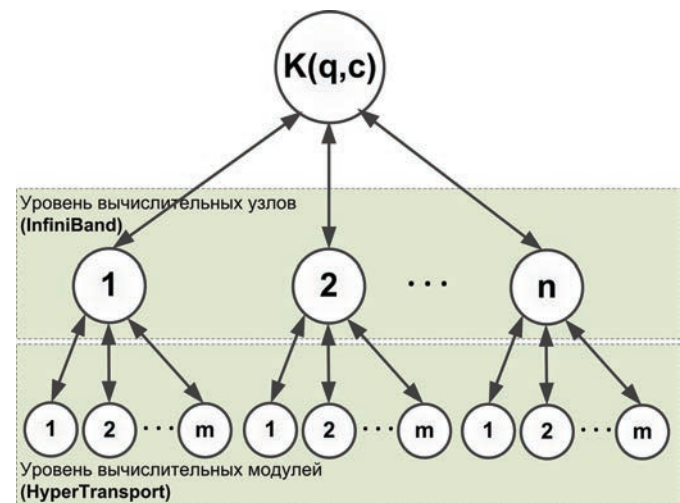 K(q,c)
Уровень вычислительных узлов
(InfiniBand)
1 2 ··· n
1 2 ··· m 1 2 ··· m 1 2 ··· m
Уровень вычислительных модулей
(HyperTransport)